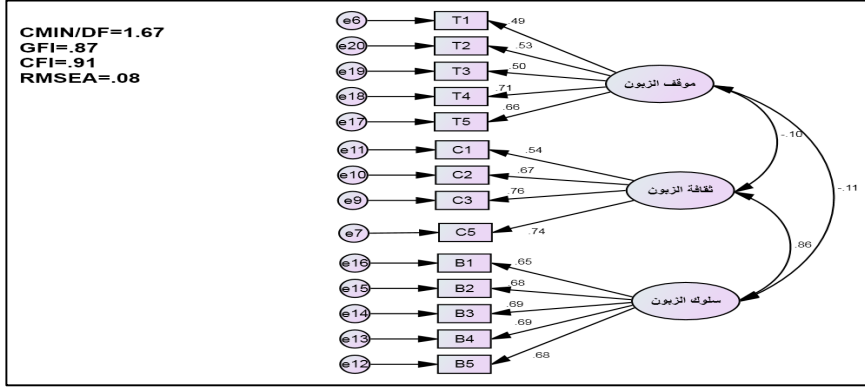 CMIN/DF=1.67
GFI=.87
CFI=.91
RMSEA=.08
e6 T1 .49
e20 T2 .53
e19 T3 .50
e18 T4 .71
e17 T5 .66
موقف الزبون
e11 C1 .54
e10 C2 .67
e9 C3 .76
e7 C5 .74
ثقافة الزبون
e16 B1 .65
e15 B2 .68
e14 B3 .69
e13 B4 .69
e12 B5 .68
سلوك الزبون
-.10
-.11
.86